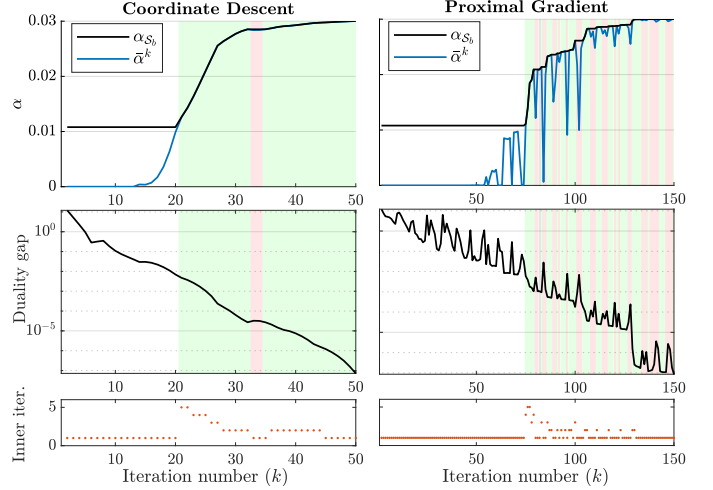 Coordinate Descent
Proximal Gradient
α_{S_b}
ᾱ^k
α_{S_b}
ᾱ^k
α
0.03
0.02
0.01
0
10 20 30 40 50
50 100 150
Duality gap
10^0
10^{-5}
10 20 30 40 50
50 100 150
Inner iter.
5
0
10 20 30 40 50
50 100 150
Iteration number (k)
Iteration number (k)